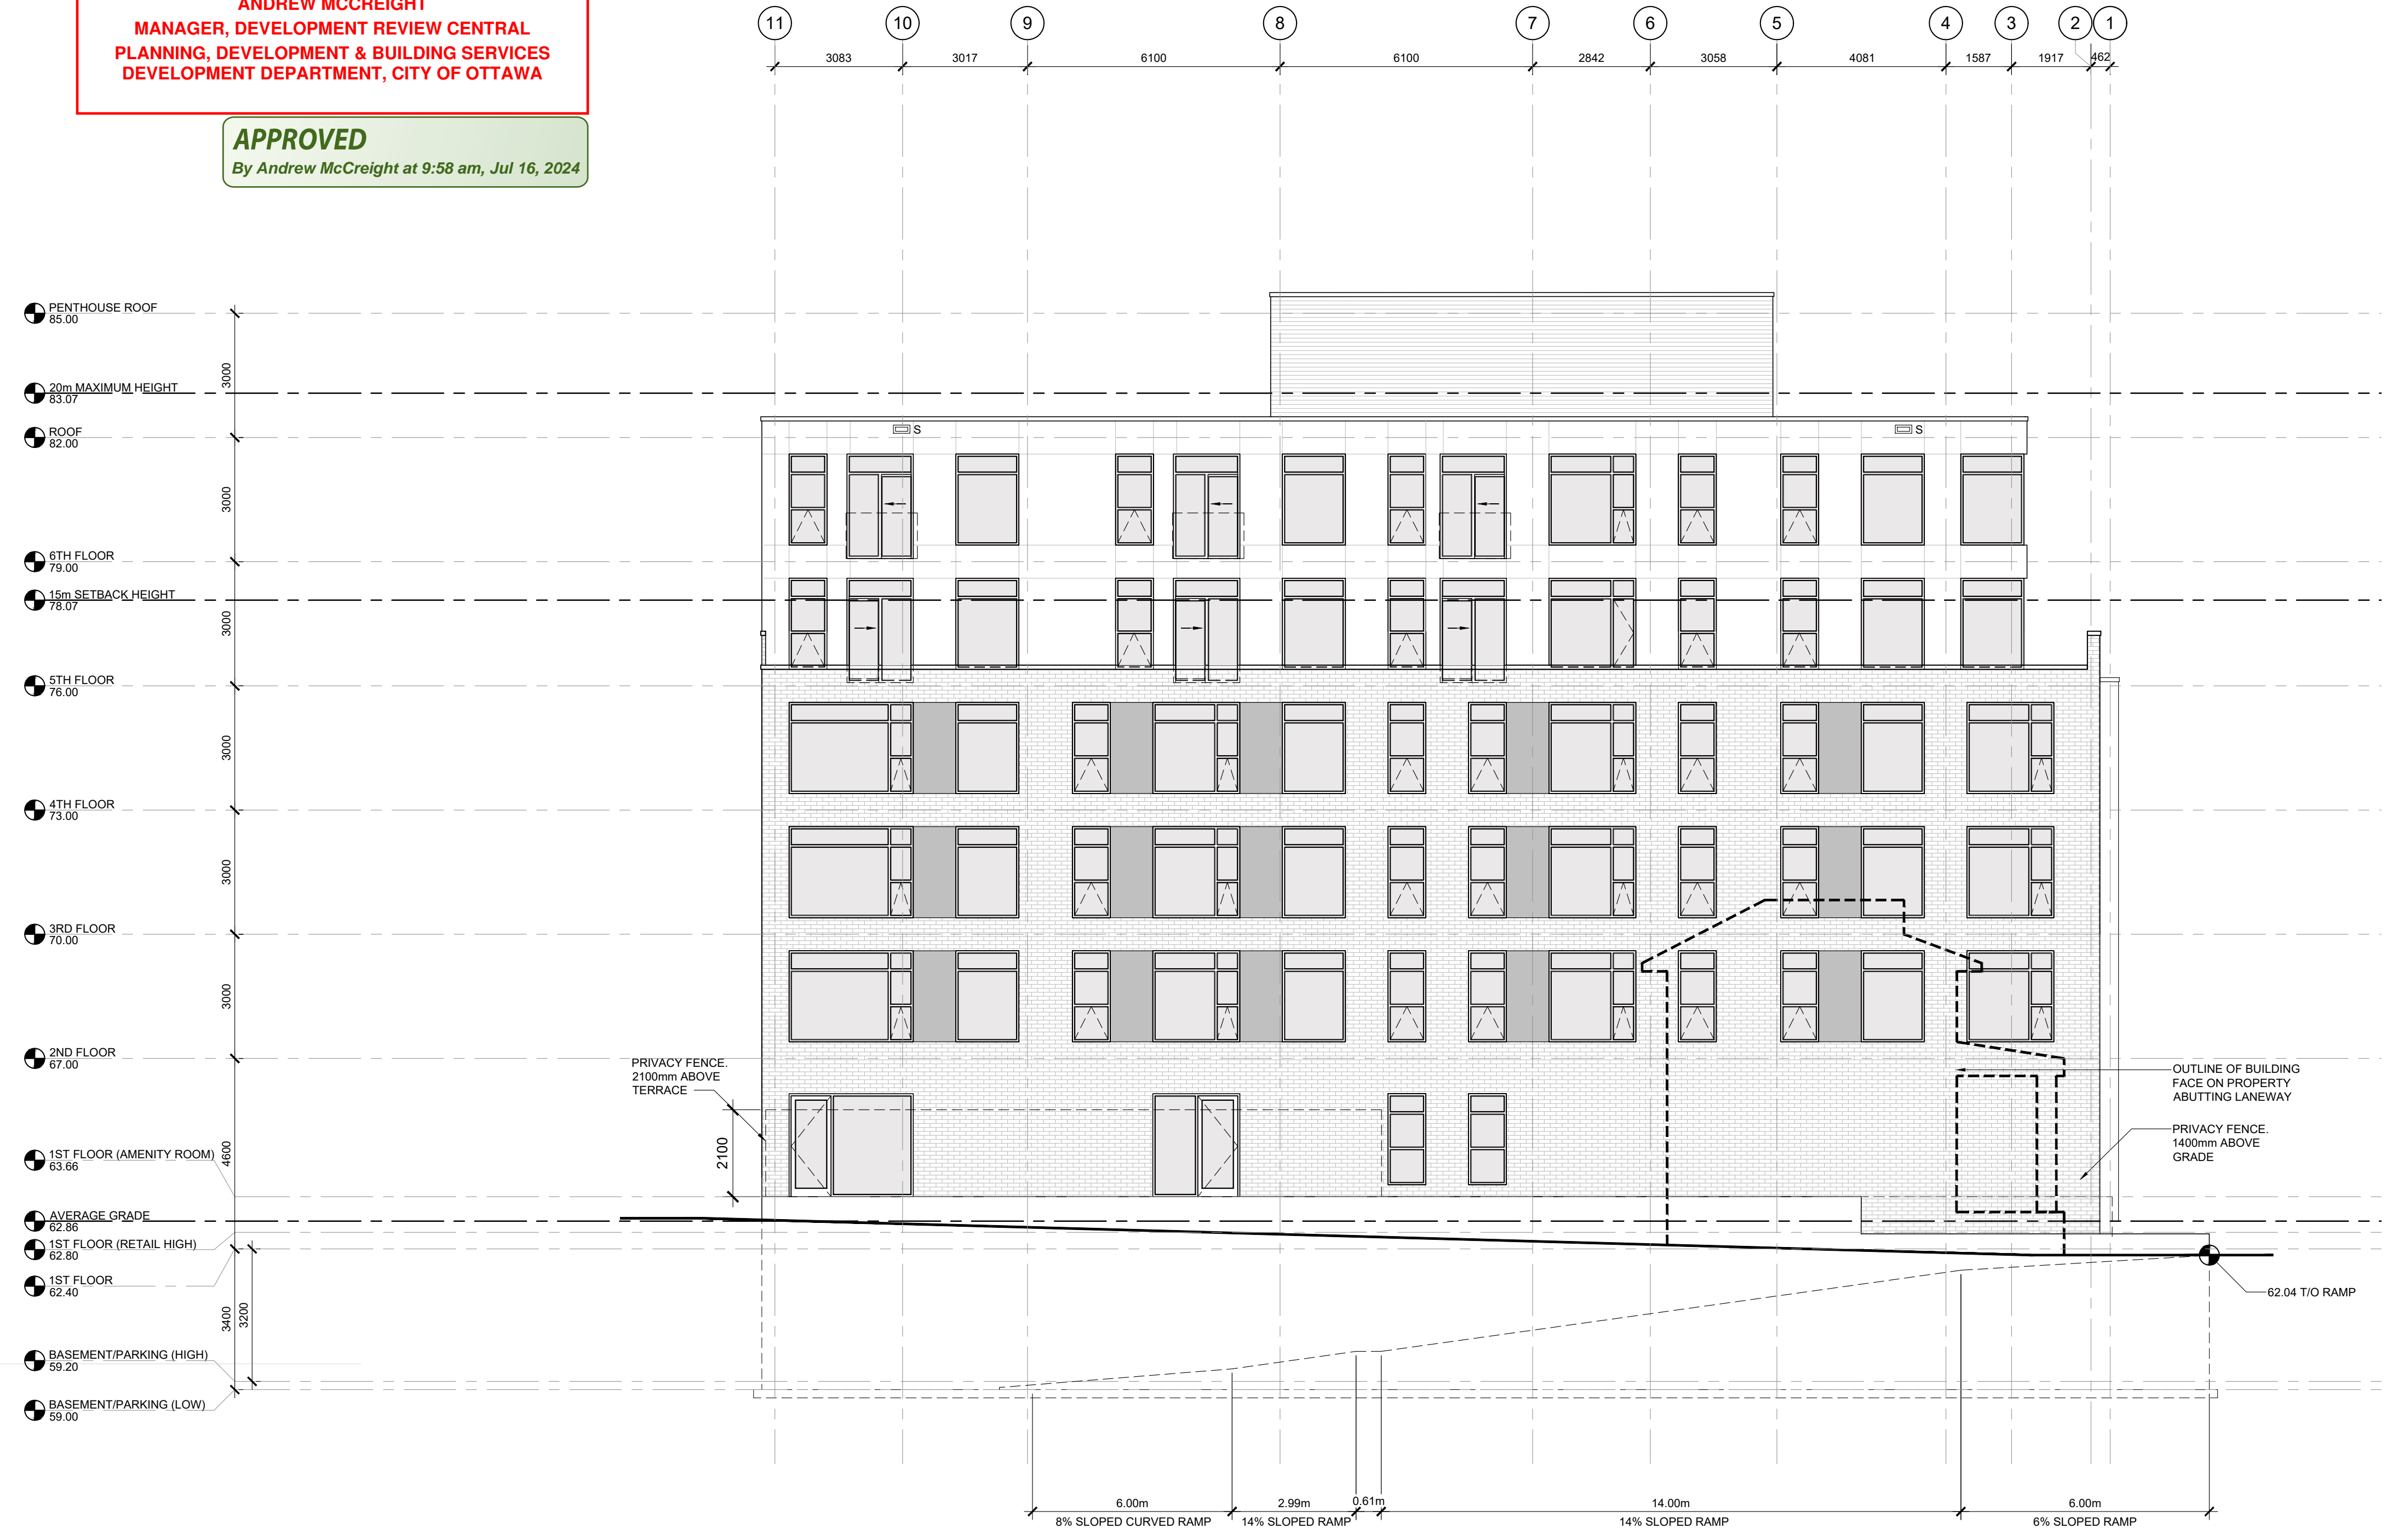 ANDREW MCCREIGHT
MANAGER, DEVELOPMENT REVIEW CENTRAL
PLANNING, DEVELOPMENT & BUILDING SERVICES
DEVELOPMENT DEPARTMENT, CITY OF OTTAWA
APPROVED
By Andrew McCreight at 9:58 am, Jul 16, 2024
11 10 9 8 7 6 5 4 3 2 1
3083 3017 6100 6100 2842 3058 4081 1587 1917 462
PENTHOUSE ROOF
85.00
3000
20m MAXIMUM HEIGHT
83.07
ROOF
82.00
S S
3000
6TH FLOOR
79.00
15m SETBACK HEIGHT
78.07
3000
5TH FLOOR
76.00
3000
4TH FLOOR
73.00
3000
3RD FLOOR
70.00
3000
2ND FLOOR
67.00
PRIVACY FENCE.
2100mm ABOVE
TERRACE
OUTLINE OF BUILDING
FACE ON PROPERTY
ABUTTING LANEWAY
PRIVACY FENCE.
1400mm ABOVE
GRADE
4600
2100
1ST FLOOR (AMENITY ROOM)
63.66
AVERAGE GRADE
62.86
1ST FLOOR (RETAIL HIGH)
62.80
1ST FLOOR
62.40
62.04 T/O RAMP
3400
3200
BASEMENT/PARKING (HIGH)
59.20
BASEMENT/PARKING (LOW)
59.00
6.00m 2.99m 0.61m 14.00m 6.00m
8% SLOPED CURVED RAMP 14% SLOPED RAMP 14% SLOPED RAMP 6% SLOPED RAMP